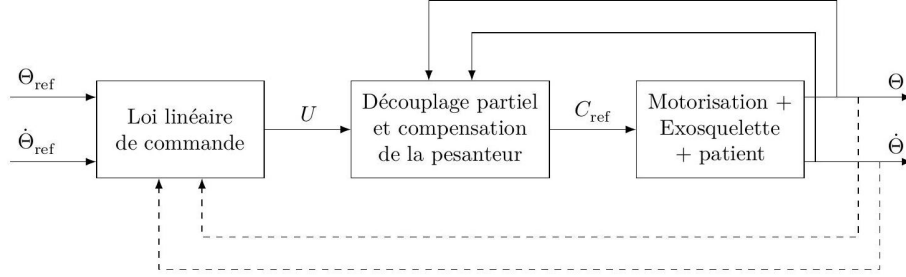 Θref
Θ̇ref
Loi linéaire
de commande
U
Découplage partiel
et compensation
de la pesanteur
Cref
Motorisation +
Exosquelette
+ patient
Θ
Θ̇